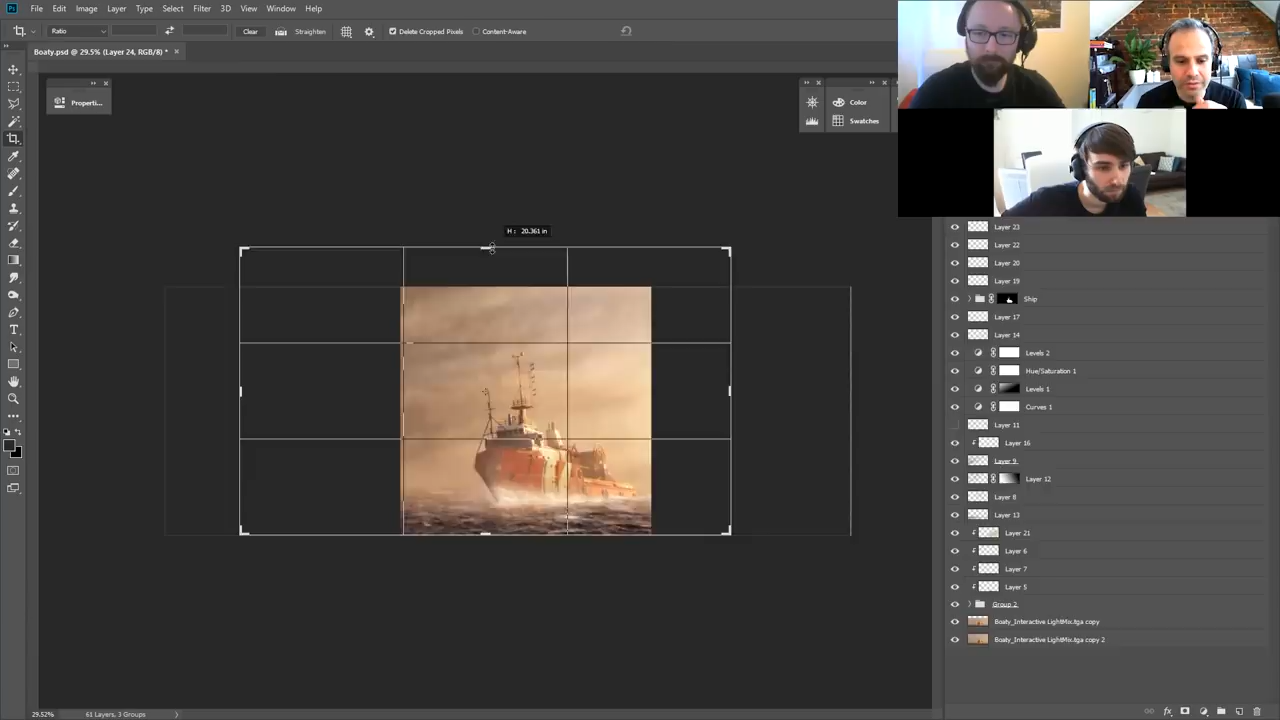 Ps File Edit Image Layer Type Select Filter 3D View Window Help
Ratio Clear Straighten Delete Cropped Pixels Content-Aware
Boaty.psd @ 29.5% (Layer 24, RGB/8) * ×
Properti...
Color
Swatches
H: 20.361 in
Layer 23
Layer 22
Layer 20
Layer 19
Ship
Layer 17
Layer 14
Levels 2
Hue/Saturation 1
Levels 1
Curves 1
Layer 11
Layer 16
Layer 9
Layer 12
Layer 8
Layer 13
Layer 21
Layer 6
Layer 7
Layer 5
Group 2
Boaty_Interactive LightMix.tga copy
Boaty_Interactive LightMix.tga copy 2
29.52% 61 Layers, 3 Groups
fx